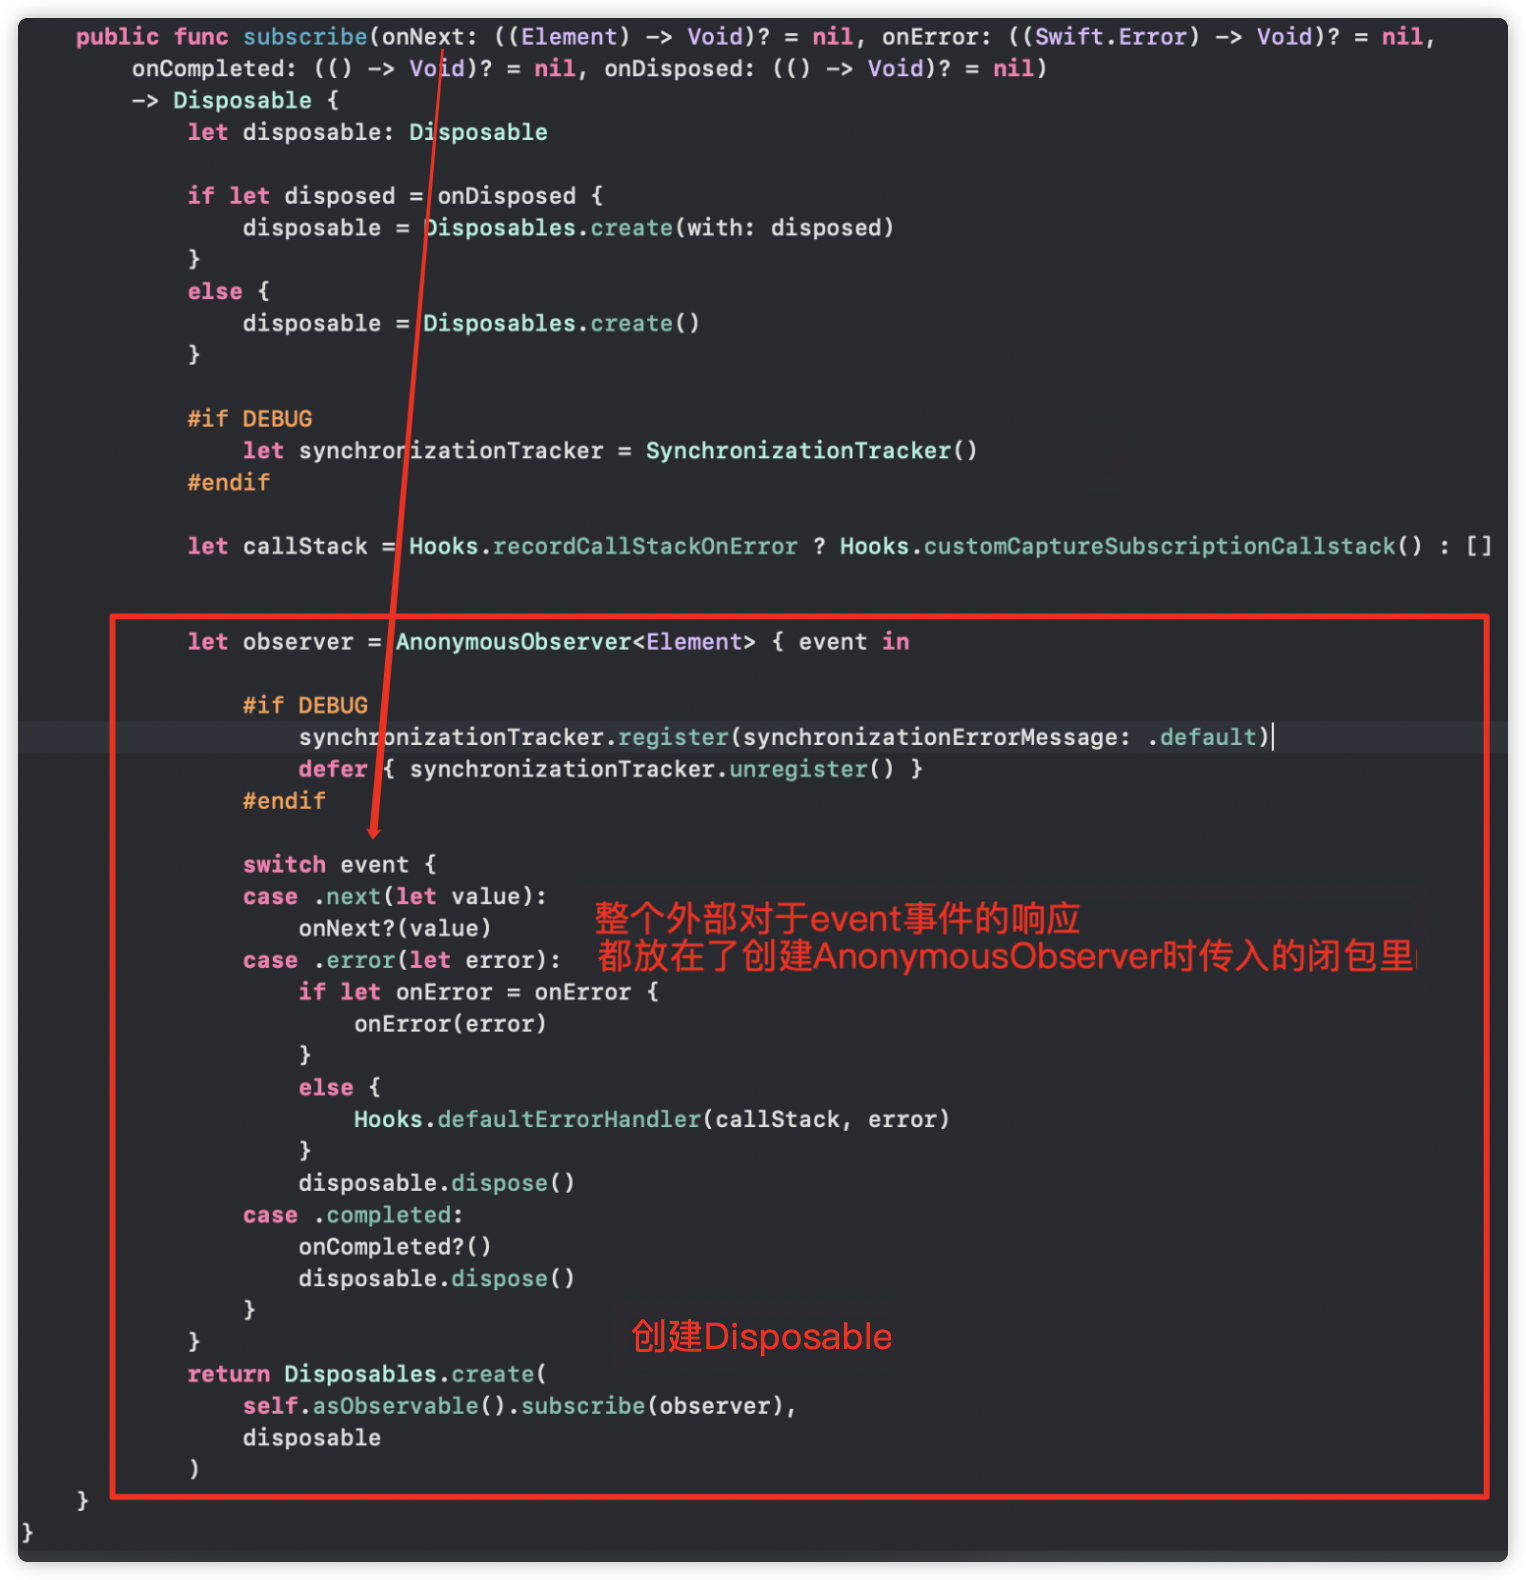 public func subscribe(onNext: ((Element) -> Void)? = nil, onError: ((Swift.Error) -> Void)? = nil,
onCompleted: (() -> Void)? = nil, onDisposed: (() -> Void)? = nil)
-> Disposable {
let disposable: Disposable
if let disposed = onDisposed {
disposable = Disposables.create(with: disposed)
}
else {
disposable = Disposables.create()
}
#if DEBUG
let synchronizationTracker = SynchronizationTracker()
#endif
let callStack = Hooks.recordCallStackOnError ? Hooks.customCaptureSubscriptionCallstack() : []
let observer = AnonymousObserver<Element> { event in
#if DEBUG
synchronizationTracker.register(synchronizationErrorMessage: .default)
defer { synchronizationTracker.unregister() }
#endif
switch event {
case .next(let value):
onNext?(value)
整个外部对于event事件的响应
都放在了创建AnonymousObserver时传入的闭包里
case .error(let error):
if let onError = onError {
onError(error)
}
else {
Hooks.defaultErrorHandler(callStack, error)
}
disposable.dispose()
case .completed:
onCompleted?()
disposable.dispose()
}
}
创建Disposable
return Disposables.create(
self.asObservable().subscribe(observer),
disposable
)
}
}